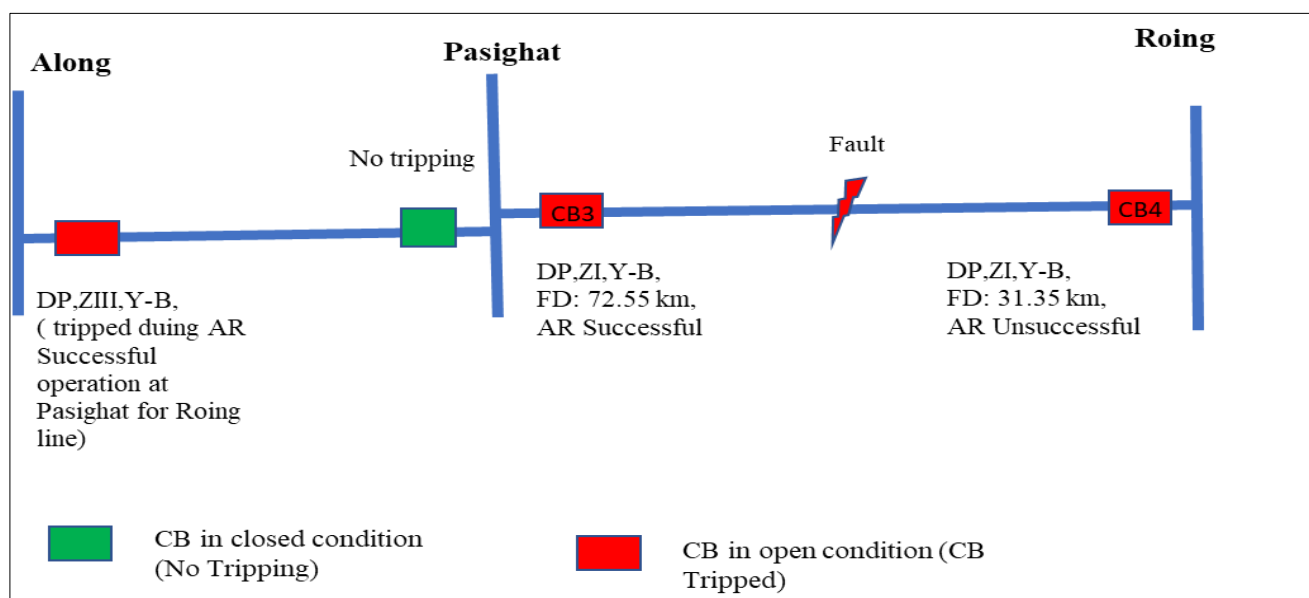 Along
Pasighat
Roing
No tripping
Fault
CB3
CB4
DP,ZIII,Y-B,
( tripped duing AR
Successful
operation at
Pasighat for Roing
line)
DP,ZI,Y-B,
FD: 72.55 km,
AR Successful
DP,ZI,Y-B,
FD: 31.35 km,
AR Unsuccessful
CB in closed condition
(No Tripping)
CB in open condition (CB
Tripped)